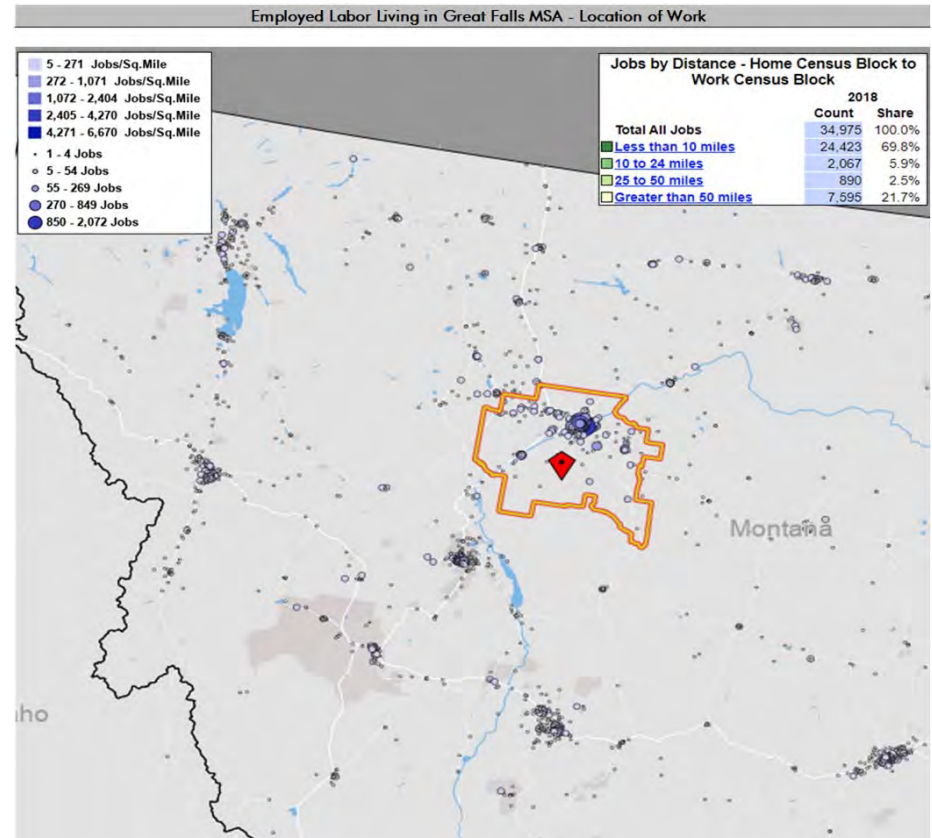 Employed Labor Living in Great Falls MSA - Location of Work
5 - 271 Jobs/Sq.Mile
272 - 1,071 Jobs/Sq.Mile
1,072 - 2,404 Jobs/Sq.Mile
2,405 - 4,270 Jobs/Sq.Mile
4,271 - 6,670 Jobs/Sq.Mile
1 - 4 Jobs
5 - 54 Jobs
55 - 269 Jobs
270 - 849 Jobs
850 - 2,072 Jobs
Jobs by Distance - Home Census Block to
Work Census Block
2018
Count Share
Total All Jobs 34,975 100.0%
Less than 10 miles 24,423 69.8%
10 to 24 miles 2,067 5.9%
25 to 50 miles 890 2.5%
Greater than 50 miles 7,595 21.7%
Montana
ho